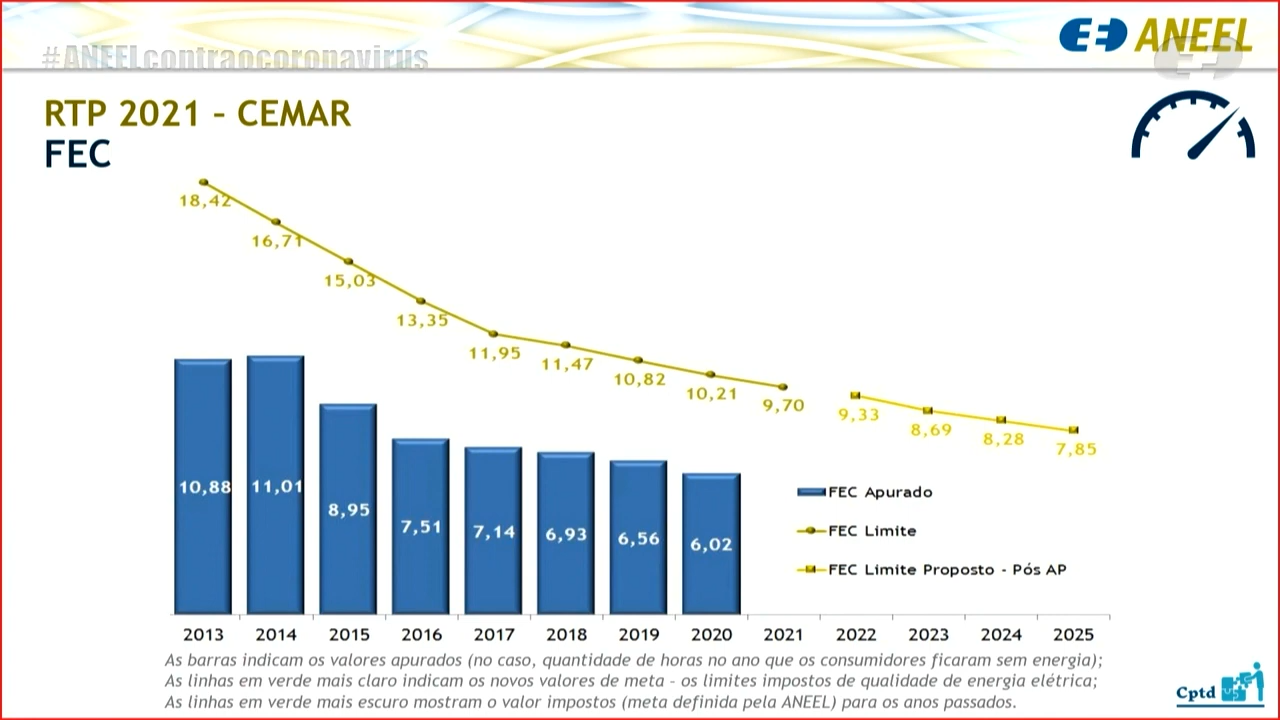 #ANEELcontraocoronavirus
ANEEL
RTP 2021 – CEMAR
FEC
18,42
16,71
15,03
13,35
11,95
11,47
10,82
10,21
9,70
9,33
8,69
8,28
7,85
10,88
11,01
8,95
7,51
7,14
6,93
6,56
6,02
FEC Apurado
FEC Limite
FEC Limite Proposto - Pós AP
2013 2014 2015 2016 2017 2018 2019 2020 2021 2022 2023 2024 2025
As barras indicam os valores apurados (no caso, quantidade de horas no ano que os consumidores ficaram sem energia);
As linhas em verde mais claro indicam os novos valores de meta – os limites impostos de qualidade de energia elétrica;
As linhas em verde mais escuro mostram o valor impostos (meta definida pela ANEEL) para os anos passados.
Cptd